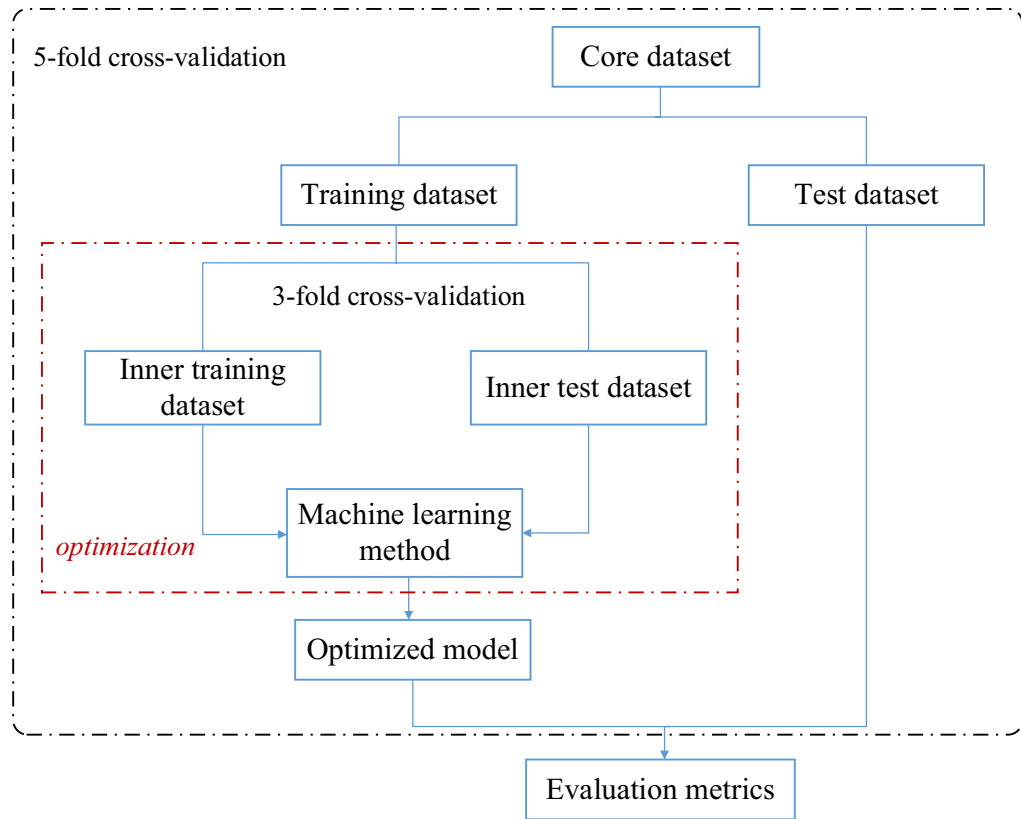 5-fold cross-validation
Core dataset
Training dataset
Test dataset
3-fold cross-validation
Inner training
dataset
Inner test dataset
Machine learning
method
optimization
Optimized model
Evaluation metrics